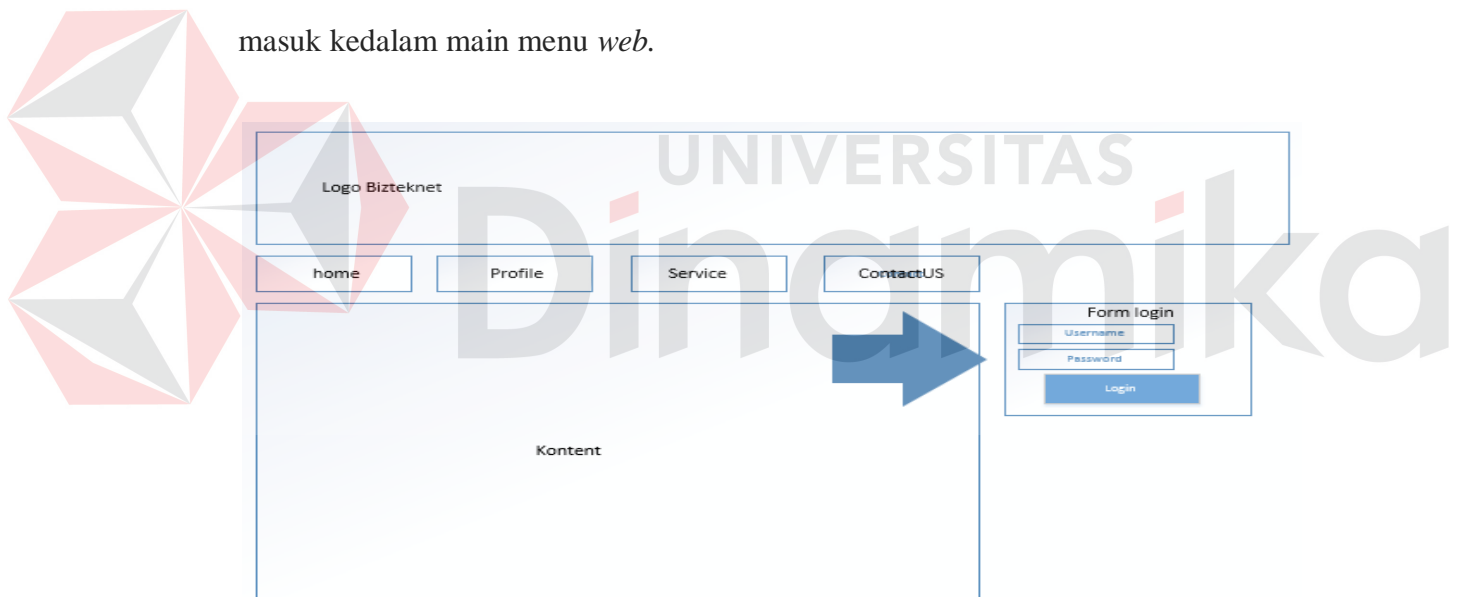 masuk kedalam main menu web.
UNIVERSITAS
Dinamika
Logo Bizteknet
home Profile Service ContactUS
Form login
Username
Password
Login
Kontent